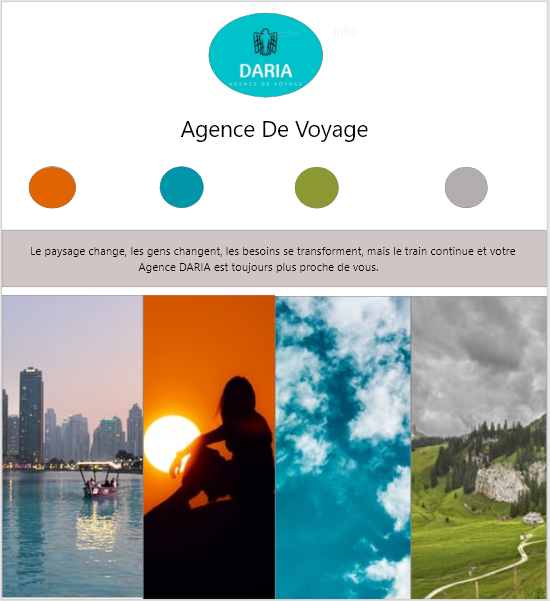 info
DARIA
AGENCE DE VOYAGE
Agence De Voyage
Le paysage change, les gens changent, les besoins se transforment, mais le train continue et votre
Agence DARIA est toujours plus proche de vous.